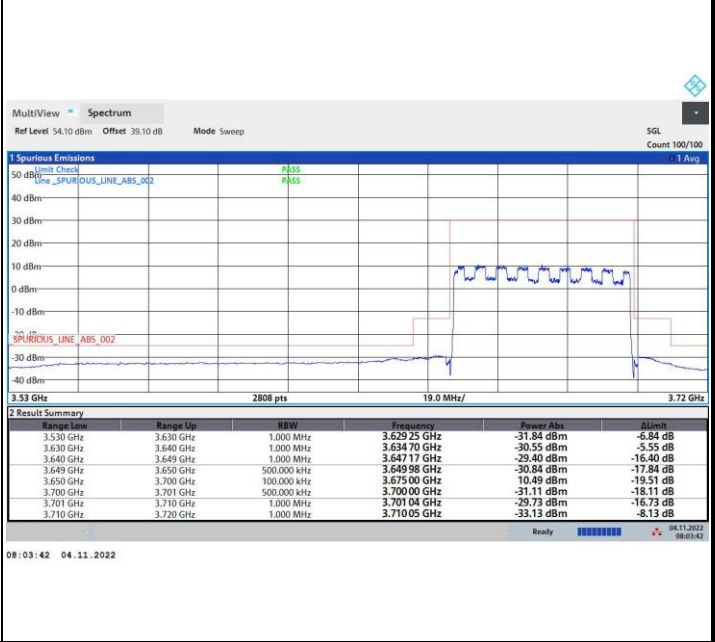 MultiView Spectrum
Ref Level 54.10 dBm Offset 39.10 dB Mode Sweep SGL
Count 100/100
1 Spurious Emissions 1 Avg
Limit Check PASS
50 dBm
Line _SPURIOUS_LINE_ABS_002 PASS
40 dBm
30 dBm
20 dBm
10 dBm
0 dBm
-10 dBm
-20 dBm
SPURIOUS_LINE_ABS_002
-30 dBm
-40 dBm
3.53 GHz 2808 pts 19.0 MHz/ 3.72 GHz
2 Result Summary
Range Low Range Up RBW Frequency Power Abs ΔLimit
3.530 GHz 3.630 GHz 1.000 MHz 3.629 25 GHz -31.84 dBm -6.84 dB
3.630 GHz 3.640 GHz 1.000 MHz 3.634 70 GHz -30.55 dBm -5.55 dB
3.640 GHz 3.649 GHz 1.000 MHz 3.647 17 GHz -29.40 dBm -16.40 dB
3.649 GHz 3.650 GHz 500.000 kHz 3.649 98 GHz -30.84 dBm -17.84 dB
3.650 GHz 3.700 GHz 100.000 kHz 3.675 00 GHz 10.49 dBm -19.51 dB
3.700 GHz 3.701 GHz 500.000 kHz 3.700 00 GHz -31.11 dBm -18.11 dB
3.701 GHz 3.710 GHz 1.000 MHz 3.701 04 GHz -29.73 dBm -16.73 dB
3.710 GHz 3.720 GHz 1.000 MHz 3.710 05 GHz -33.13 dBm -8.13 dB
Ready 04.11.2022
08:03:42
08:03:42 04.11.2022